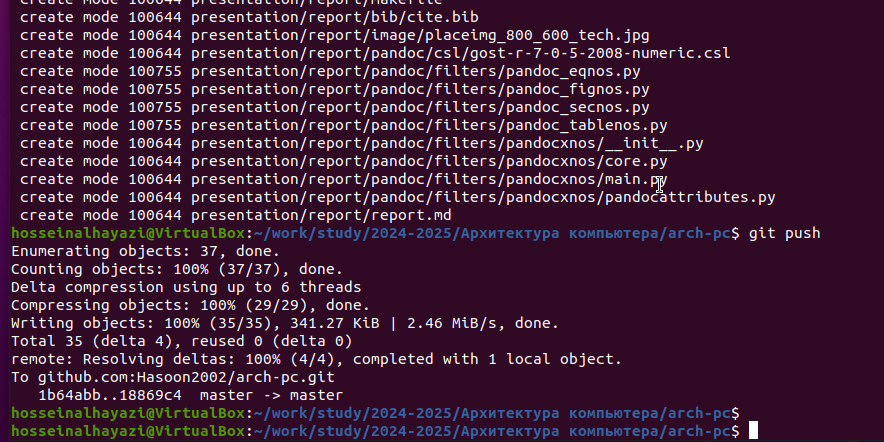 create mode 100644 presentation/report/Makefile
create mode 100644 presentation/report/bib/cite.bib
create mode 100644 presentation/report/image/placeimg_800_600_tech.jpg
create mode 100644 presentation/report/pandoc/csl/gost-r-7-0-5-2008-numeric.csl
create mode 100755 presentation/report/pandoc/filters/pandoc_eqnos.py
create mode 100755 presentation/report/pandoc/filters/pandoc_fignos.py
create mode 100755 presentation/report/pandoc/filters/pandoc_secnos.py
create mode 100755 presentation/report/pandoc/filters/pandoc_tablenos.py
create mode 100644 presentation/report/pandoc/filters/pandocxnos/__init__.py
create mode 100644 presentation/report/pandoc/filters/pandocxnos/core.py
create mode 100644 presentation/report/pandoc/filters/pandocxnos/main.py
create mode 100644 presentation/report/pandoc/filters/pandocxnos/pandocattributes.py
create mode 100644 presentation/report/report.md
hosseinalhayazi@VirtualBox:~/work/study/2024-2025/Архитектура компьютера/arch-pc$ git push
Enumerating objects: 37, done.
Counting objects: 100% (37/37), done.
Delta compression using up to 6 threads
Compressing objects: 100% (29/29), done.
Writing objects: 100% (35/35), 341.27 KiB | 2.46 MiB/s, done.
Total 35 (delta 4), reused 0 (delta 0)
remote: Resolving deltas: 100% (4/4), completed with 1 local object.
To github.com:Hasoon2002/arch-pc.git
1b64abb..18869c4  master -> master
hosseinalhayazi@VirtualBox:~/work/study/2024-2025/Архитектура компьютера/arch-pc$
hosseinalhayazi@VirtualBox:~/work/study/2024-2025/Архитектура компьютера/arch-pc$